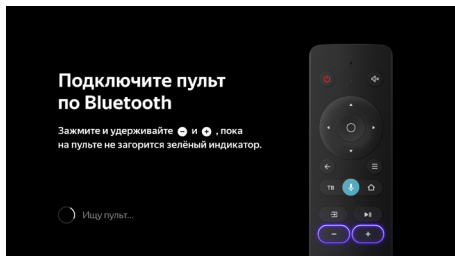 Подключите пульт
по Bluetooth
Зажмите и удерживайте − и + , пока
на пульте не загорится зелёный индикатор.
Ищу пульт...
ТВ
− +